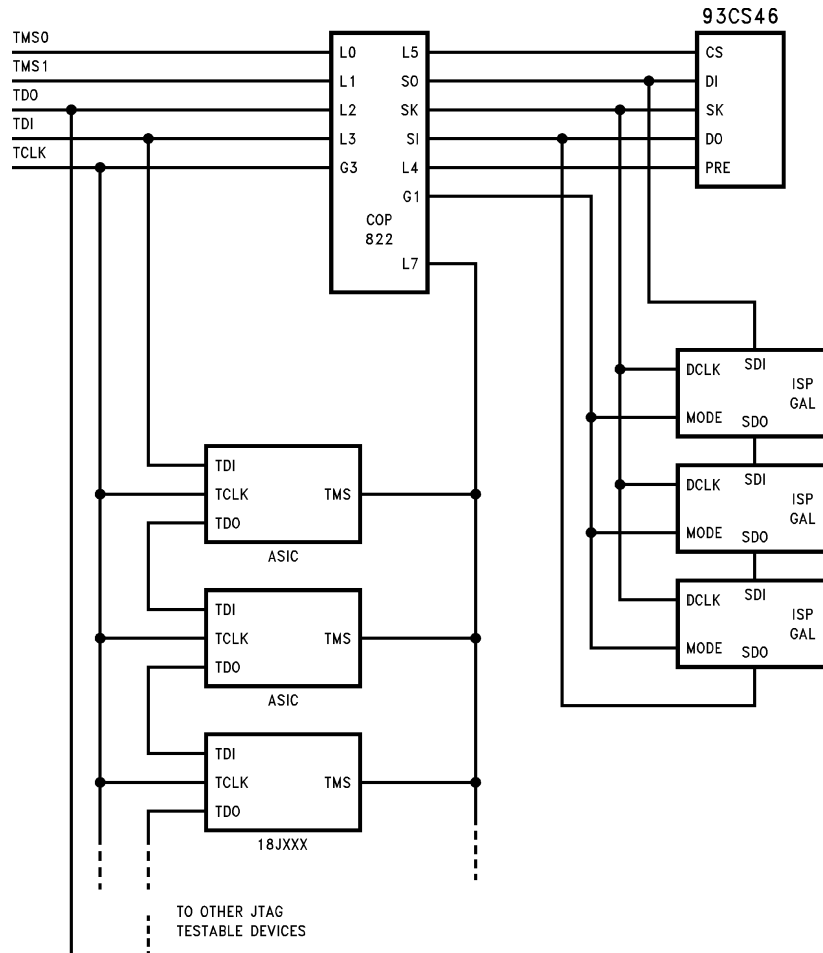 93CS46
TMS0
TMS1
TDO
TDI
TCLK
L0
L1
L2
L3
G3
COP
822
L5
SO
SK
SI
L4
G1
L7
CS
DI
SK
DO
PRE
DCLK
SDI
ISP
GAL
MODE
SDO
DCLK
SDI
ISP
GAL
MODE
SDO
DCLK
SDI
ISP
GAL
MODE
SDO
TDI
TCLK
TMS
TDO
ASIC
TDI
TCLK
TMS
TDO
ASIC
TDI
TCLK
TMS
TDO
18JXXX
TO OTHER JTAG
TESTABLE DEVICES